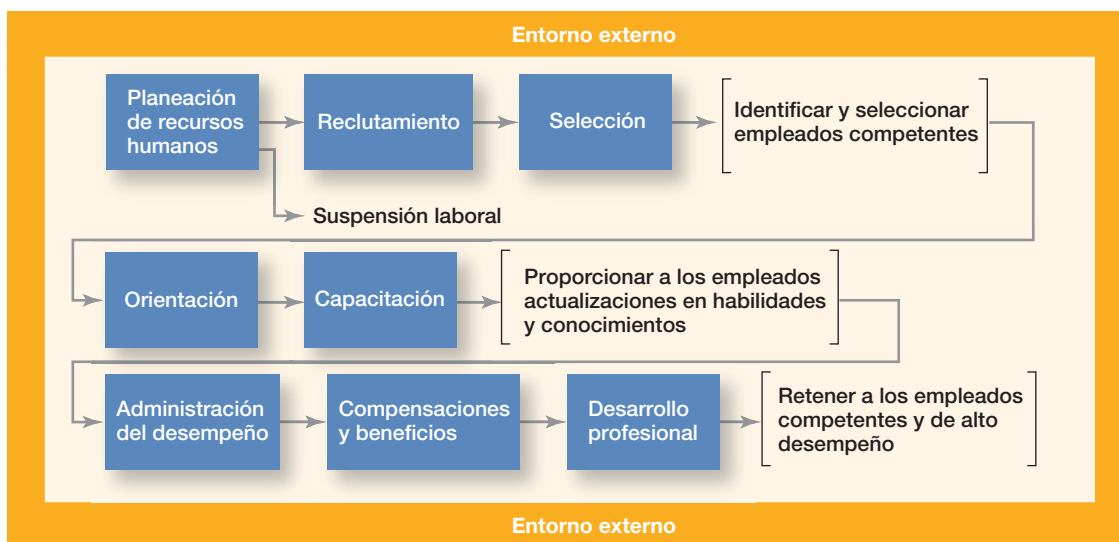 Entorno externo
Planeación
de recursos
humanos
Reclutamiento
Selección
Identificar y seleccionar
empleados competentes
Suspensión laboral
Orientación
Capacitación
Proporcionar a los empleados
actualizaciones en habilidades
y conocimientos
Administración
del desempeño
Compensaciones
y beneficios
Desarrollo
profesional
Retener a los empleados
competentes y de alto
desempeño
Entorno externo